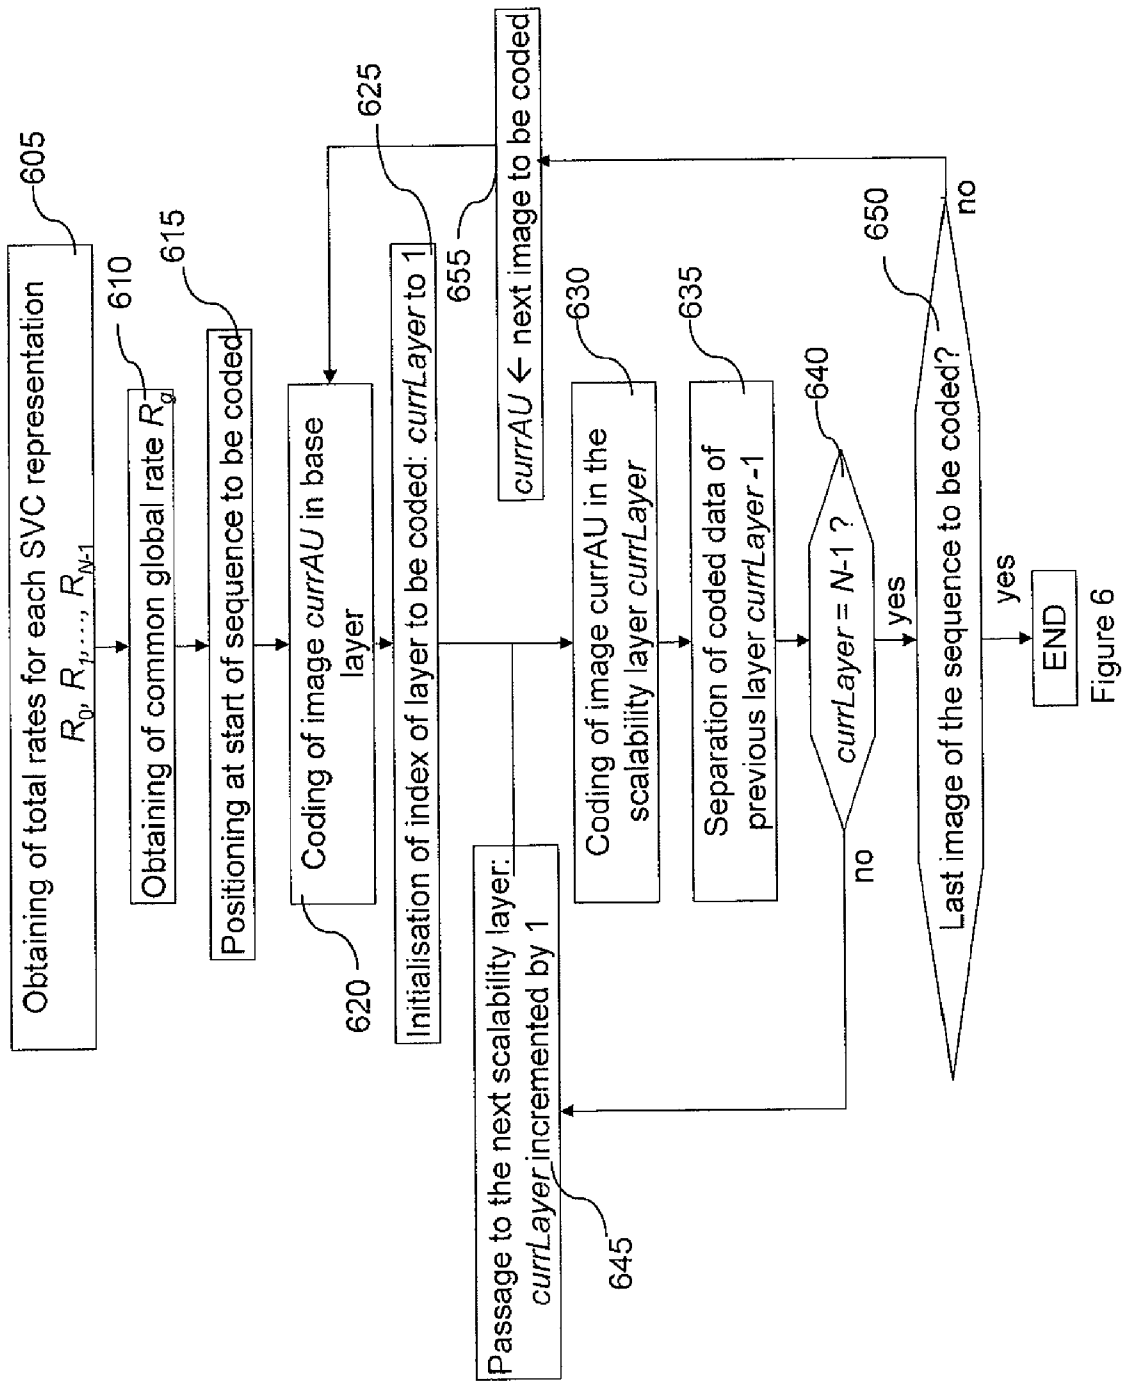 Obtaining of total rates for each SVC representation
R0, R1,..., RN-1
605
Obtaining of common global rate Rg
610
Positioning at start of sequence to be coded
615
Coding of image currAU in base
layer
620
Initialisation of index of layer to be coded: currLayer to 1
625
currAU ← next image to be coded
655
Passage to the next scalability layer:
currLayer incremented by 1
645
Coding of image currAU in the
scalability layer currLayer
630
Separation of coded data of
previous layer currLayer -1
635
currLayer = N-1 ?
640
no
yes
Last image of the sequence to be coded?
650
no
yes
END
Figure 6